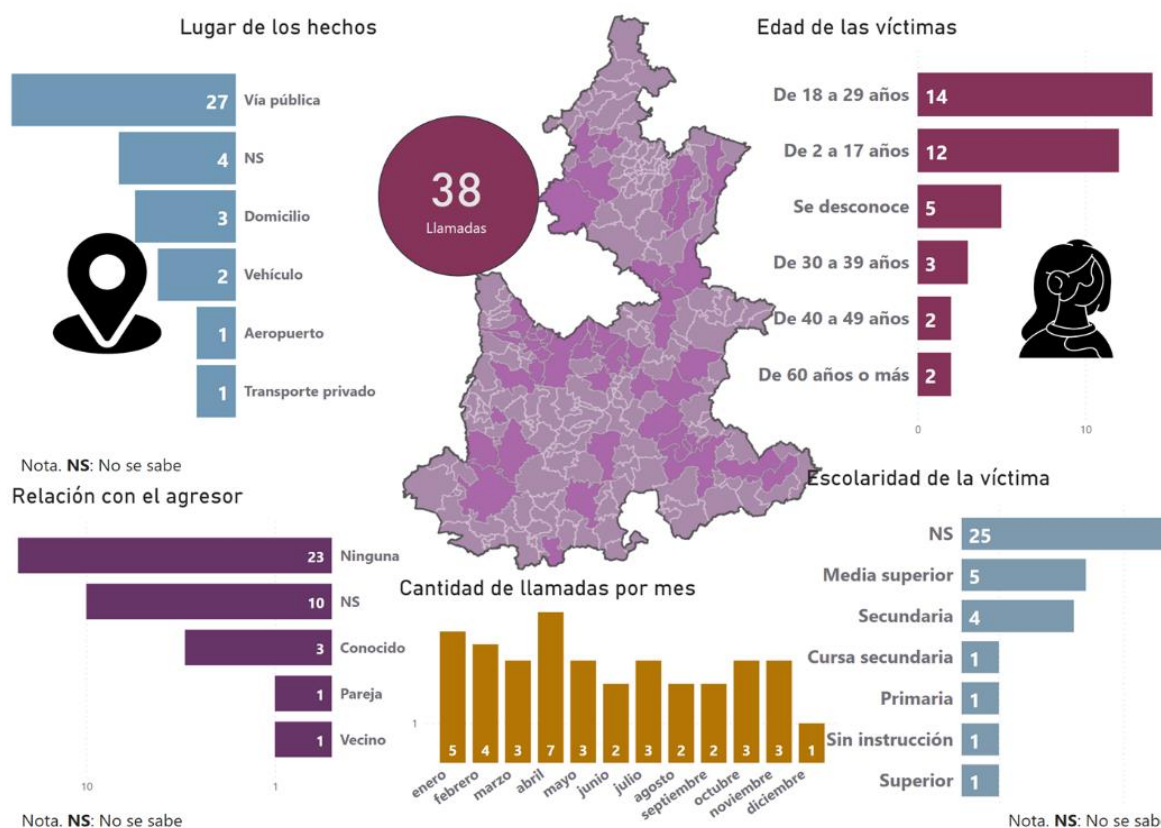 Lugar de los hechos
27 Vía pública
4 NS
3 Domicilio
2 Vehículo
1 Aeropuerto
1 Transporte privado
Nota. NS: No se sabe
38
Llamadas
Edad de las víctimas
De 18 a 29 años 14
De 2 a 17 años 12
Se desconoce 5
De 30 a 39 años 3
De 40 a 49 años 2
De 60 años o más 2
0 10
Relación con el agresor
23 Ninguna
10 NS
3 Conocido
1 Pareja
1 Vecino
10 1
Nota. NS: No se sabe
Cantidad de llamadas por mes
1
5 4 3 7 3 2 3 2 2 3 3 1
enero febrero marzo abril mayo junio julio agosto septiembre octubre noviembre diciembre
Escolaridad de la víctima
NS 25
Media superior 5
Secundaria 4
Cursa secundaria 1
Primaria 1
Sin instrucción 1
Superior 1
Nota. NS: No se sabe